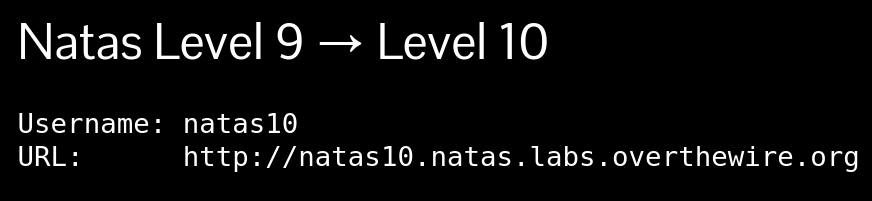 Natas Level 9 → Level 10
Username: natas10
URL:      http://natas10.natas.labs.overthewire.org